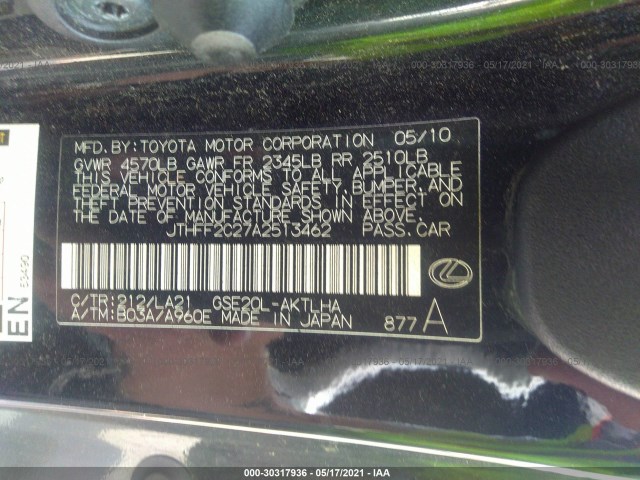 000-30317936 - 05/17/2021 - IAA
MFD.BY:TOYOTA MOTOR CORPORATION 05/10
GVWR 4570LB GAWR FR 2345LB RR 2510LB
THIS VEHICLE CONFORMS TO ALL APPLICABLE
FEDERAL MOTOR VEHICLE SAFETY,BUMPER,AND
THEFT PREVENTION STANDARDS IN EFFECT ON
THE DATE OF MANUFACTURE SHOWN ABOVE.
JTHFF2C27A25T3462 PASS.CAR
C/TR:212/LA21 GSE20L-AKTLHA
A/TM:B03A/A960E MADE IN JAPAN 877 A
EN
53490
000-30317936 - 05/17/2021 - IAA